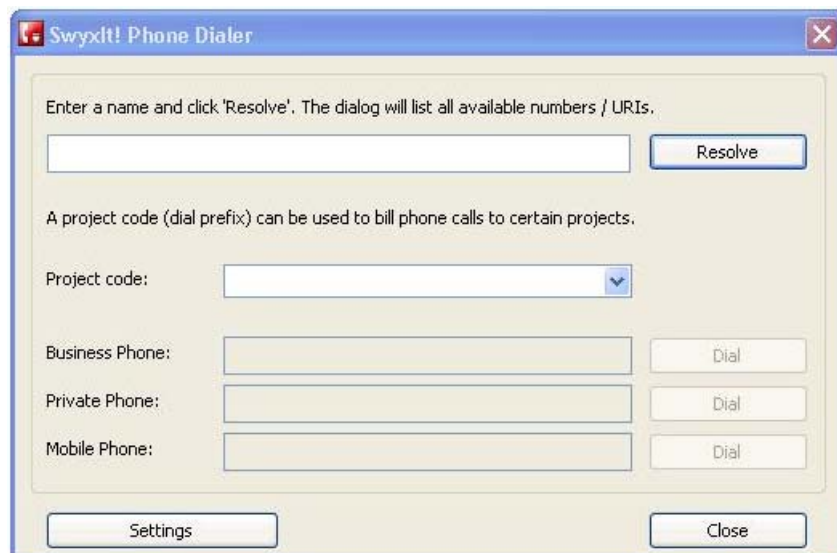 SwyxIt! Phone Dialer
Enter a name and click 'Resolve'. The dialog will list all available numbers / URIs.
Resolve
A project code (dial prefix) can be used to bill phone calls to certain projects.
Project code:
Business Phone: Dial
Private Phone: Dial
Mobile Phone: Dial
Settings Close